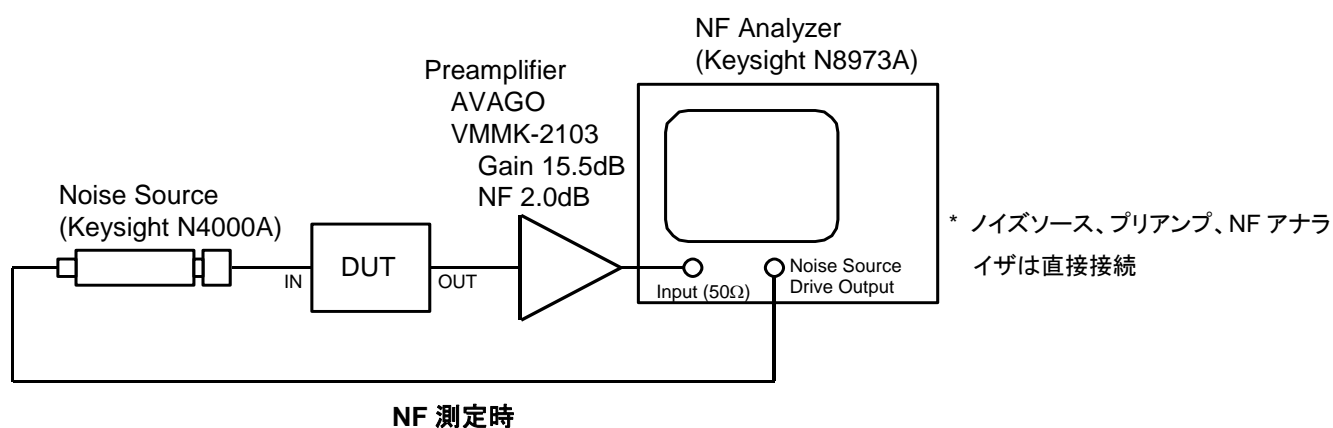 NF Analyzer
(Keysight N8973A)
Preamplifier
AVAGO
VMMK-2103
Gain 15.5dB
NF 2.0dB
Noise Source
(Keysight N4000A)
* ノイズソース、プリアンプ、NF アナラ
イザは直接接続
DUT
IN
OUT
Input (50Ω)
Noise Source
Drive Output
NF 測定時